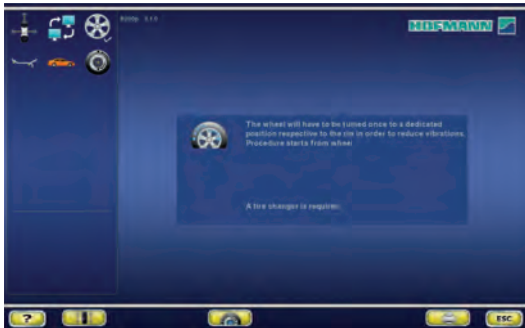 HOFMANN
The wheel will have to be turned once to a dedicated
position respective to the rim in order to reduce vibrations.
Procedure starts from wheel
A tire changer is required.
?
ESC